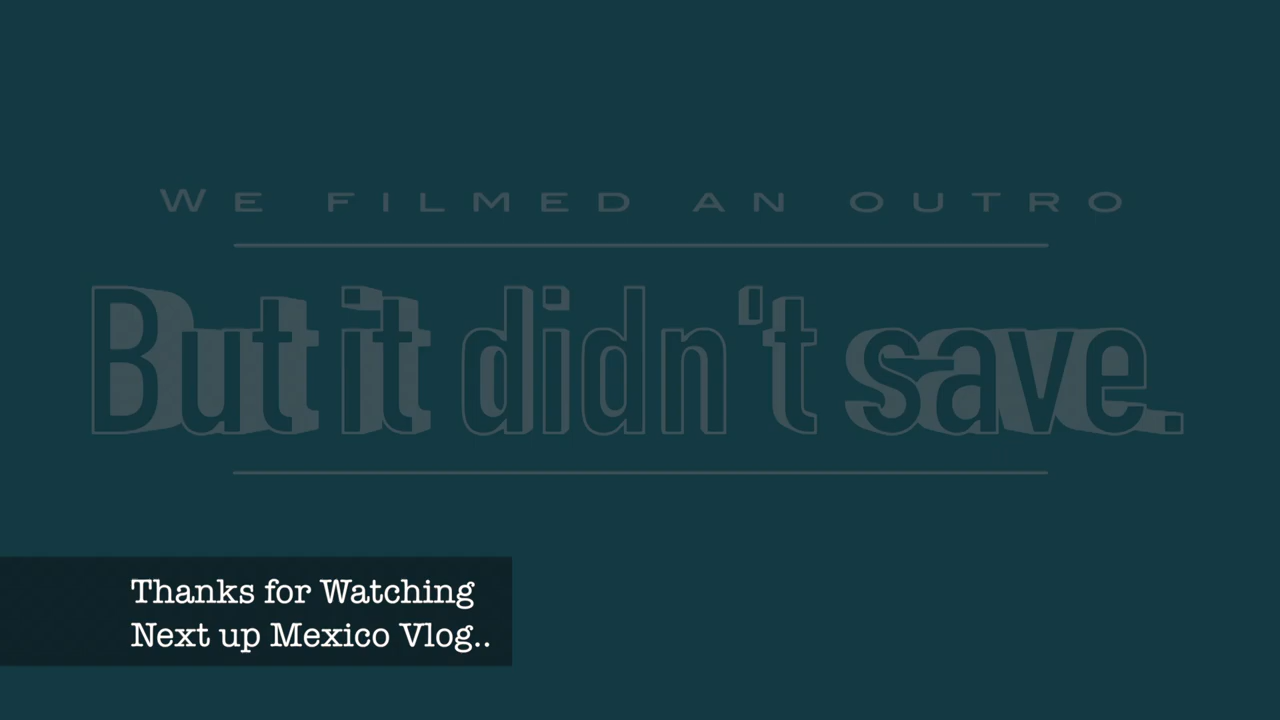 WE FILMED AN OUTRO
But it didn't save.
Thanks for Watching
Next up Mexico Vlog..